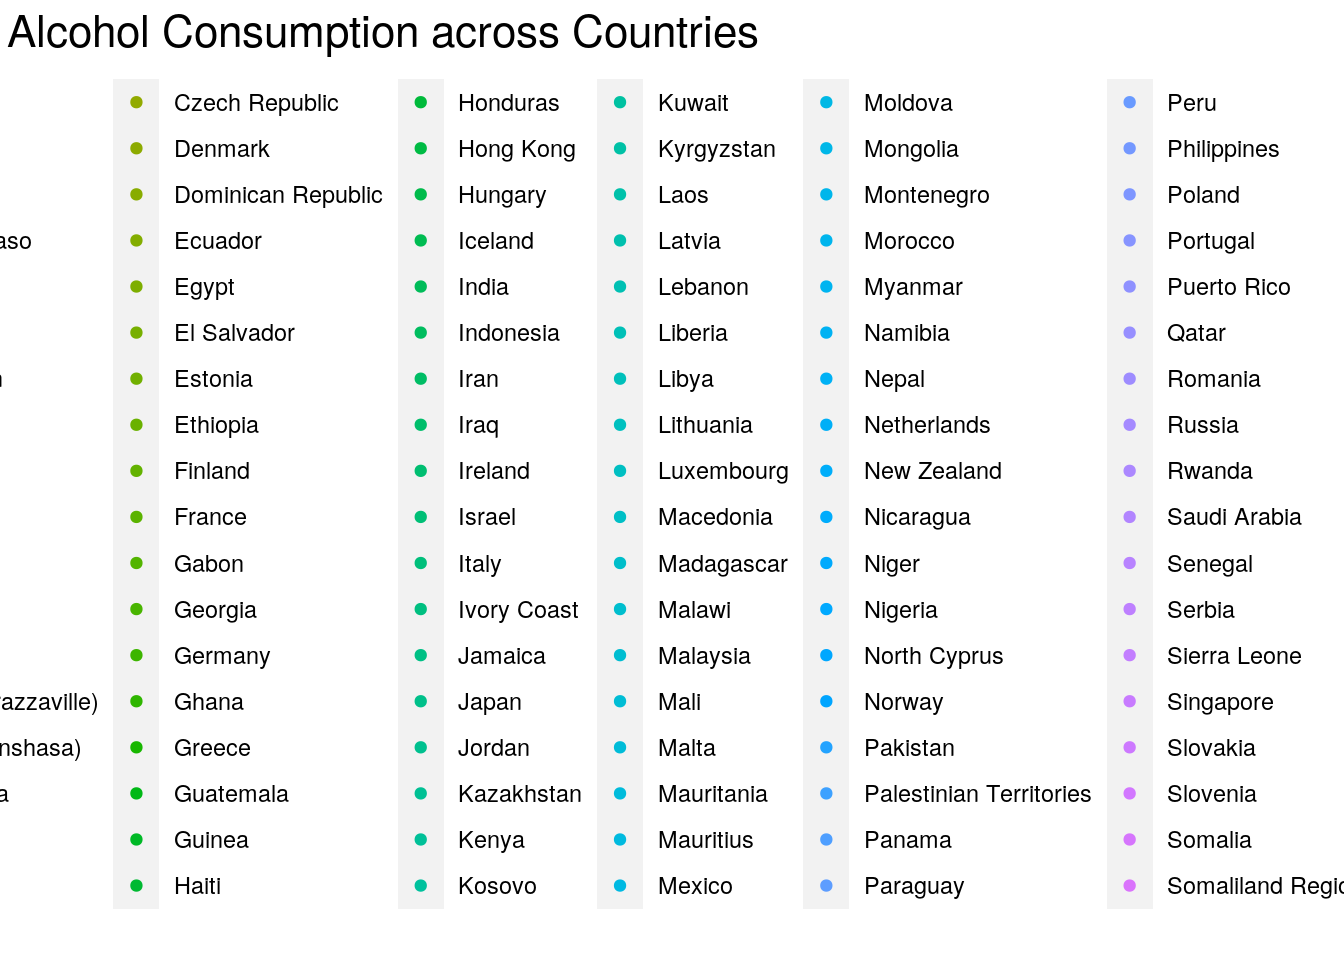 Alcohol Consumption across Countries
aso
razzaville)
nshasa)
a
Czech Republic
Denmark
Dominican Republic
Ecuador
Egypt
El Salvador
Estonia
Ethiopia
Finland
France
Gabon
Georgia
Germany
Ghana
Greece
Guatemala
Guinea
Haiti
Honduras
Hong Kong
Hungary
Iceland
India
Indonesia
Iran
Iraq
Ireland
Israel
Italy
Ivory Coast
Jamaica
Japan
Jordan
Kazakhstan
Kenya
Kosovo
Kuwait
Kyrgyzstan
Laos
Latvia
Lebanon
Liberia
Libya
Lithuania
Luxembourg
Macedonia
Madagascar
Malawi
Malaysia
Mali
Malta
Mauritania
Mauritius
Mexico
Moldova
Mongolia
Montenegro
Morocco
Myanmar
Namibia
Nepal
Netherlands
New Zealand
Nicaragua
Niger
Nigeria
North Cyprus
Norway
Pakistan
Palestinian Territories
Panama
Paraguay
Peru
Philippines
Poland
Portugal
Puerto Rico
Qatar
Romania
Russia
Rwanda
Saudi Arabia
Senegal
Serbia
Sierra Leone
Singapore
Slovakia
Slovenia
Somalia
Somaliland Regio